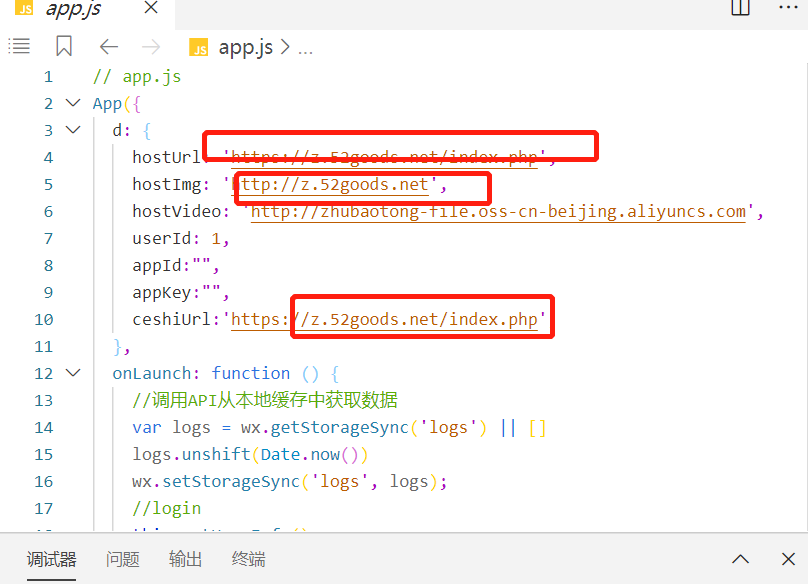 JS app.js
JS app.js > ...
1 // app.js
2 App({
3 d: {
4 hostUrl: 'https://z.52goods.net/index.php',
5 hostImg: 'http://z.52goods.net',
6 hostVideo: 'http://zhubaotong-file.oss-cn-beijing.aliyuncs.com',
7 userId: 1,
8 appId:"",
9 appKey:"",
10 ceshiUrl:'https://z.52goods.net/index.php'
11 },
12 onLaunch: function () {
13 //调用API从本地缓存中获取数据
14 var logs = wx.getStorageSync('logs') || []
15 logs.unshift(Date.now())
16 wx.setStorageSync('logs', logs);
17 //login
调试器 问题 输出 终端